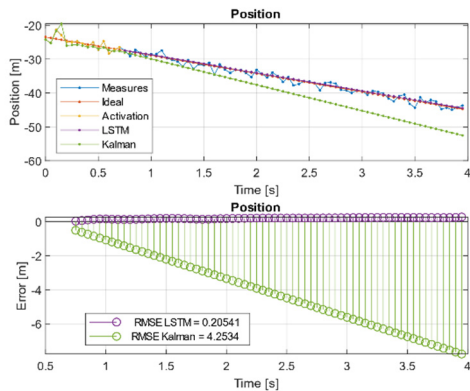 Position
-20
-30
-40
-50
-60
Position [m]
Measures
Ideal
Activation
LSTM
Kalman
0 0.5 1 1.5 2 2.5 3 3.5 4
Time [s]
Position
0
-2
-4
-6
Error [m]
RMSE LSTM = 0.20541
RMSE Kalman = 4.2534
0.5 1 1.5 2 2.5 3 3.5 4
Time [s]